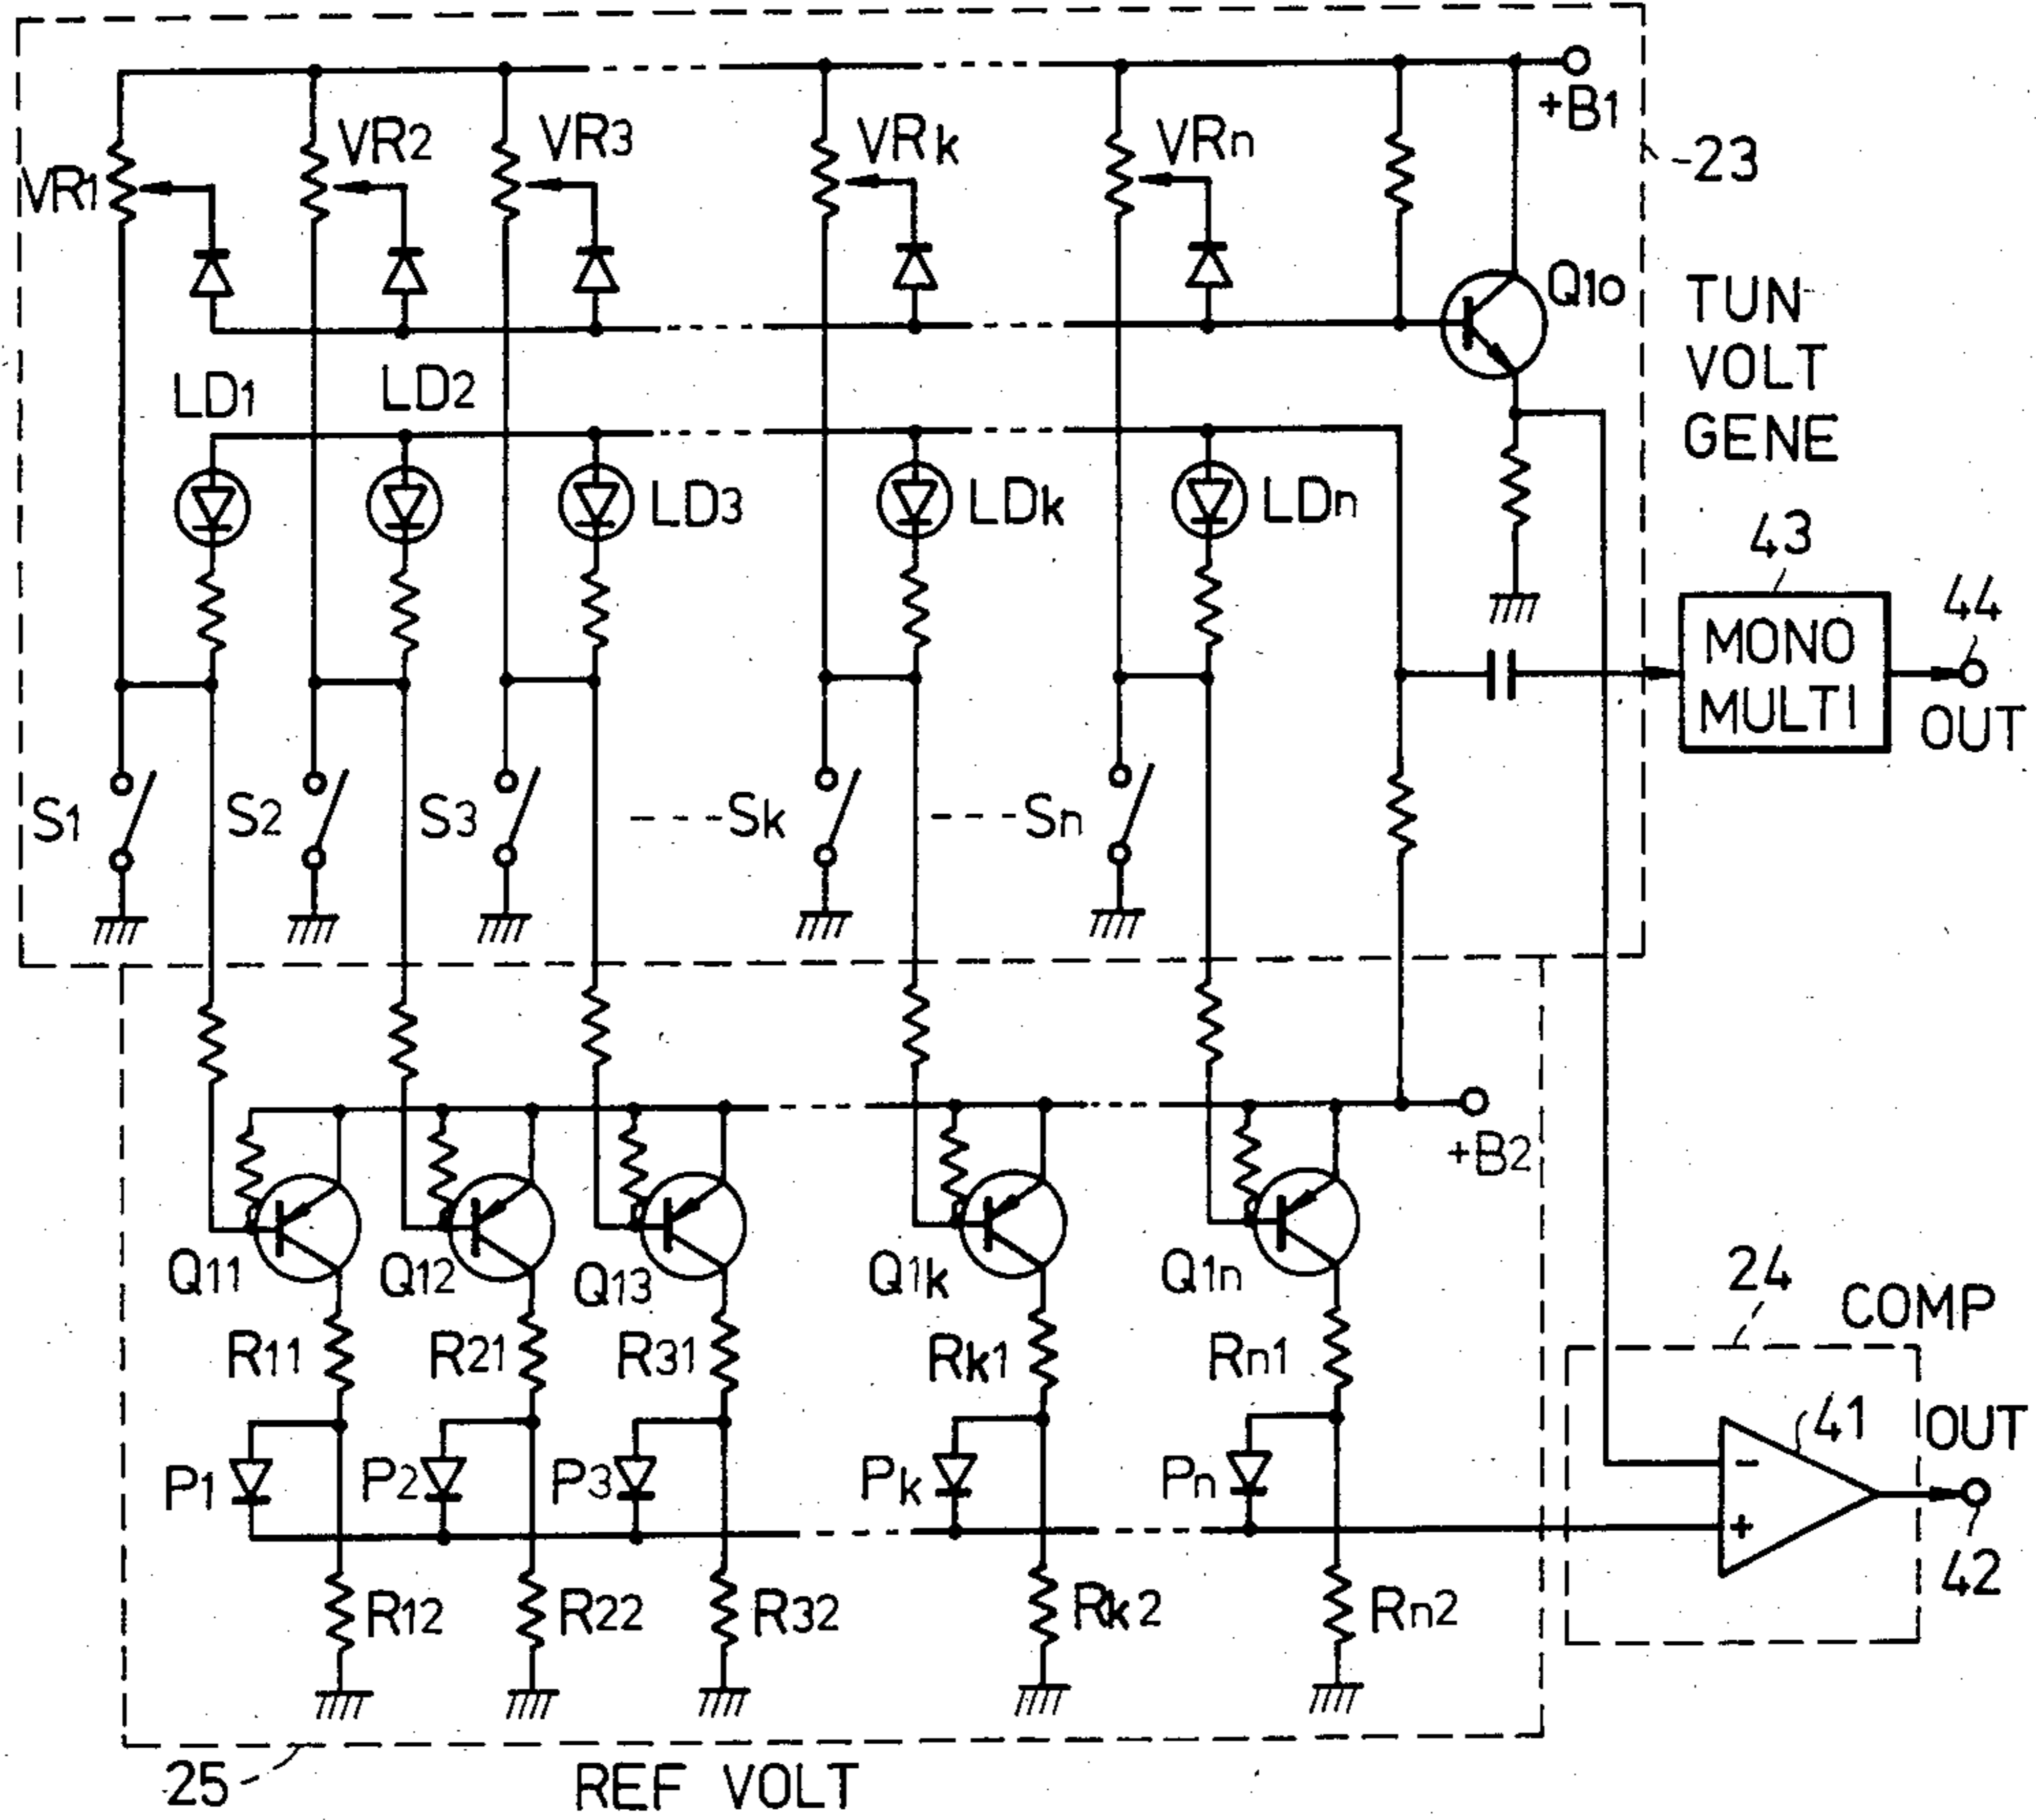 +B1
23
VR1
VR2
VR3
VRk
VRn
Q10
TUN
VOLT
GENE
LD1
LD2
LD3
LDk
LDn
43
MONO
MULTI
44
OUT
S1
S2
S3
Sk
Sn
+B2
Q11
Q12
Q13
Q1k
Q1n
24
COMP
R11
R21
R31
Rk1
Rn1
41
OUT
P1
P2
P3
Pk
Pn
-
+
42
R12
R22
R32
Rk2
Rn2
25
REF VOLT